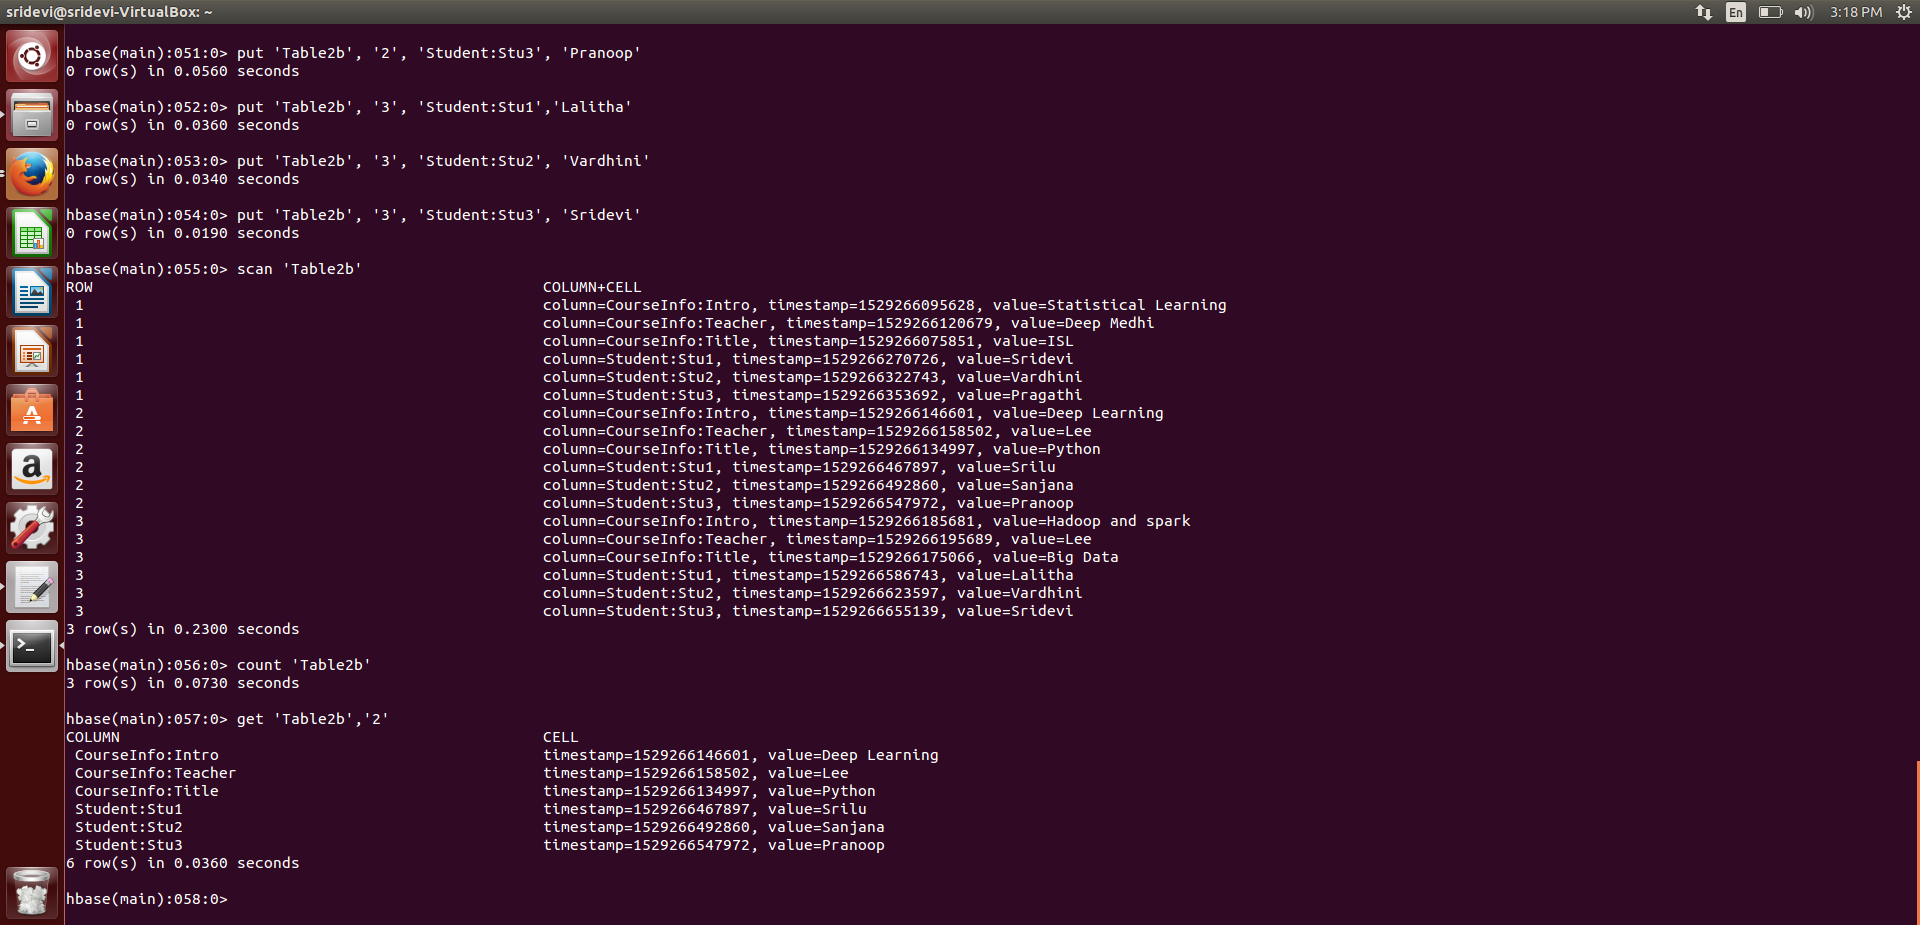 sridevi@sridevi-VirtualBox: ~
En
3:18 PM
hbase(main):051:0> put 'Table2b', '2', 'Student:Stu3', 'Pranoop'
0 row(s) in 0.0560 seconds
hbase(main):052:0> put 'Table2b', '3', 'Student:Stu1','Lalitha'
0 row(s) in 0.0360 seconds
hbase(main):053:0> put 'Table2b', '3', 'Student:Stu2', 'Vardhini'
0 row(s) in 0.0340 seconds
hbase(main):054:0> put 'Table2b', '3', 'Student:Stu3', 'Sridevi'
0 row(s) in 0.0190 seconds
hbase(main):055:0> scan 'Table2b'
ROW COLUMN+CELL
1 column=CourseInfo:Intro, timestamp=1529266095628, value=Statistical Learning
1 column=CourseInfo:Teacher, timestamp=1529266120679, value=Deep Medhi
1 column=CourseInfo:Title, timestamp=1529266075851, value=ISL
1 column=Student:Stu1, timestamp=1529266270726, value=Sridevi
1 column=Student:Stu2, timestamp=1529266322743, value=Vardhini
1 column=Student:Stu3, timestamp=1529266353692, value=Pragathi
2 column=CourseInfo:Intro, timestamp=1529266146601, value=Deep Learning
2 column=CourseInfo:Teacher, timestamp=1529266158502, value=Lee
2 column=CourseInfo:Title, timestamp=1529266134997, value=Python
2 column=Student:Stu1, timestamp=1529266467897, value=Srilu
2 column=Student:Stu2, timestamp=1529266492860, value=Sanjana
2 column=Student:Stu3, timestamp=1529266547972, value=Pranoop
3 column=CourseInfo:Intro, timestamp=1529266185681, value=Hadoop and spark
3 column=CourseInfo:Teacher, timestamp=1529266195689, value=Lee
3 column=CourseInfo:Title, timestamp=1529266175066, value=Big Data
3 column=Student:Stu1, timestamp=1529266586743, value=Lalitha
3 column=Student:Stu2, timestamp=1529266623597, value=Vardhini
3 column=Student:Stu3, timestamp=1529266655139, value=Sridevi
3 row(s) in 0.2300 seconds
hbase(main):056:0> count 'Table2b'
3 row(s) in 0.0730 seconds
hbase(main):057:0> get 'Table2b','2'
COLUMN CELL
CourseInfo:Intro timestamp=1529266146601, value=Deep Learning
CourseInfo:Teacher timestamp=1529266158502, value=Lee
CourseInfo:Title timestamp=1529266134997, value=Python
Student:Stu1 timestamp=1529266467897, value=Srilu
Student:Stu2 timestamp=1529266492860, value=Sanjana
Student:Stu3 timestamp=1529266547972, value=Pranoop
6 row(s) in 0.0360 seconds
hbase(main):058:0>